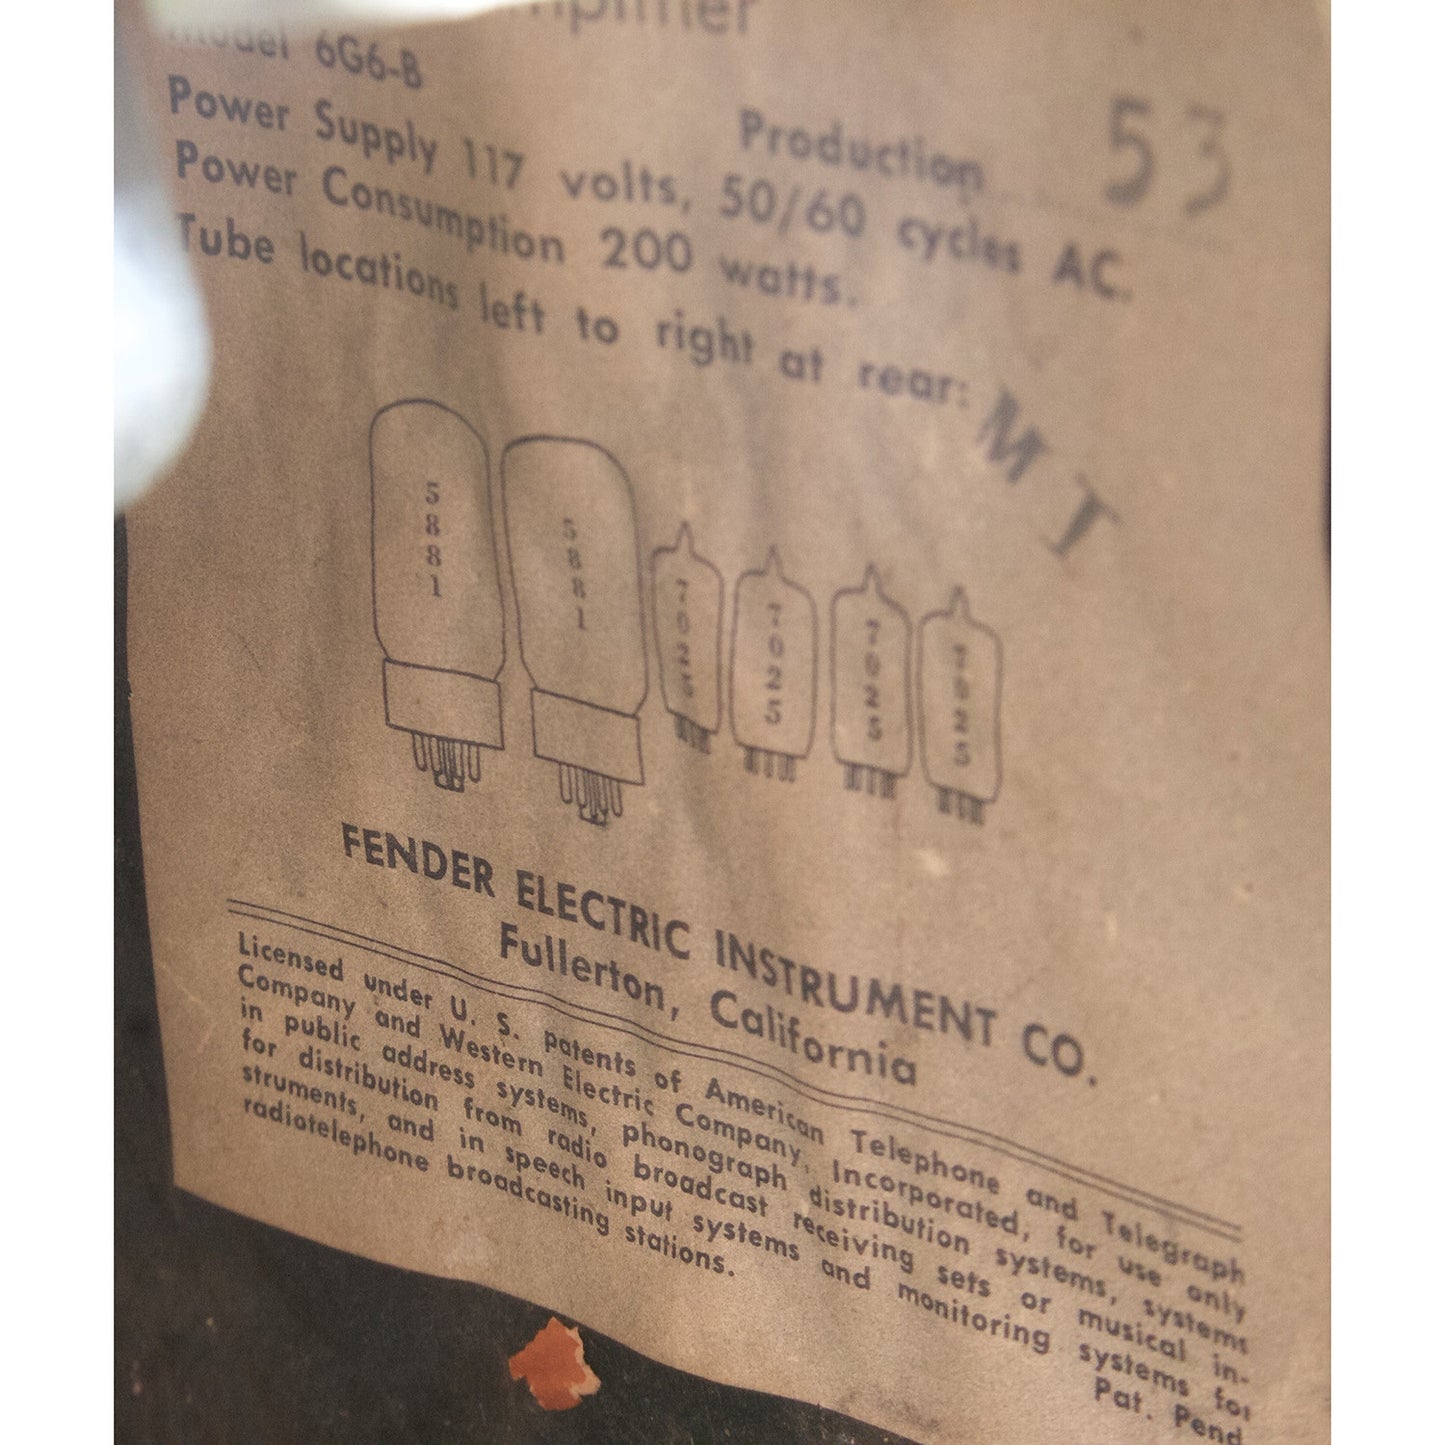 Model 6G6-B
Production 53
Power Supply 117 volts, 50/60 cycles AC.
Power Consumption 200 watts.
Tube locations left to right at rear:
M T
5881 5881 7025 7025 7025 7025
FENDER ELECTRIC INSTRUMENT CO.
Fullerton, California
Licensed under U. S. patents of American Telephone and Telegraph
Company and Western Electric Company, Incorporated, for use only
in public address systems, phonograph distribution systems, systems
for distribution from radio broadcast receiving sets or musical in-
struments, and in speech input systems and monitoring systems for
radiotelephone broadcasting stations.
Pat. Pend